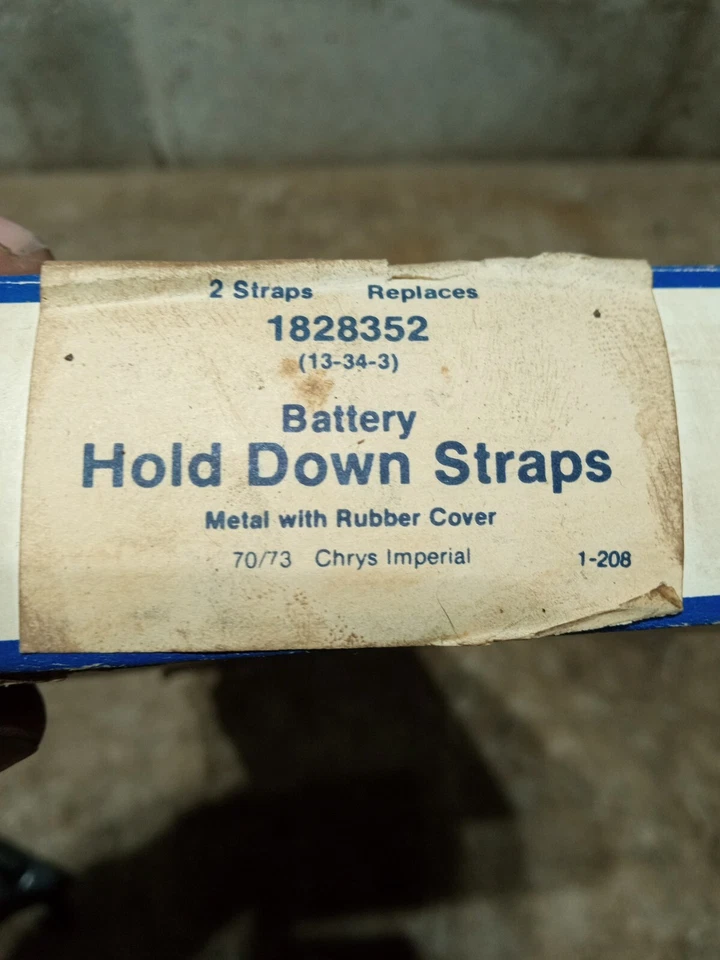 2 Straps Replaces
1828352
(13-34-3)
Battery
Hold Down Straps
Metal with Rubber Cover
70/73 Chrys Imperial 1-208